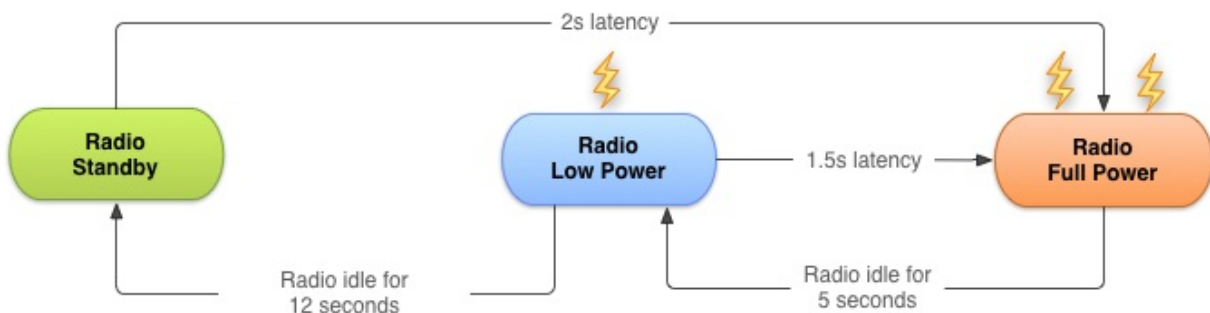 2s latency
Radio
Standby
Radio
Low Power
1.5s latency
Radio
Full Power
Radio idle for
12 seconds
Radio idle for
5 seconds